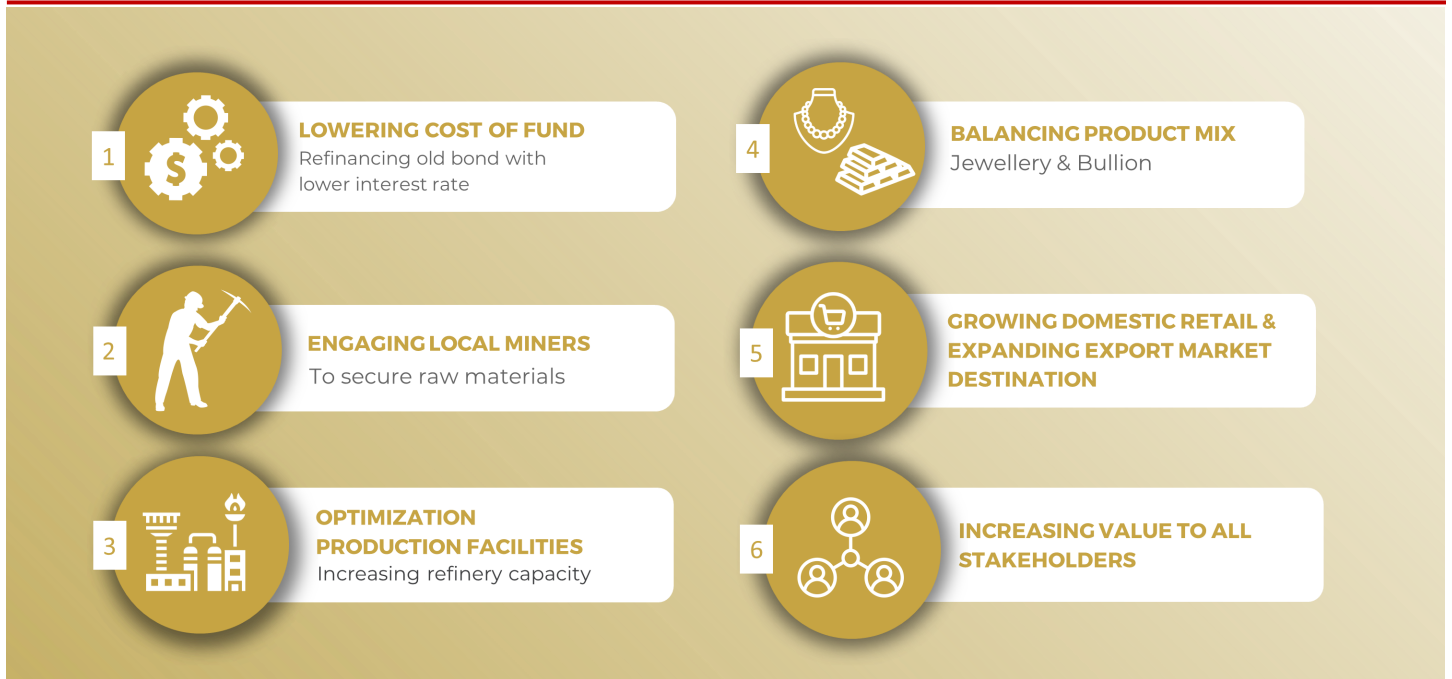 1
LOWERING COST OF FUND
Refinancing old bond with
lower interest rate
2
ENGAGING LOCAL MINERS
To secure raw materials
3
OPTIMIZATION
PRODUCTION FACILITIES
Increasing refinery capacity
4
BALANCING PRODUCT MIX
Jewellery & Bullion
5
GROWING DOMESTIC RETAIL &
EXPANDING EXPORT MARKET
DESTINATION
6
INCREASING VALUE TO ALL
STAKEHOLDERS